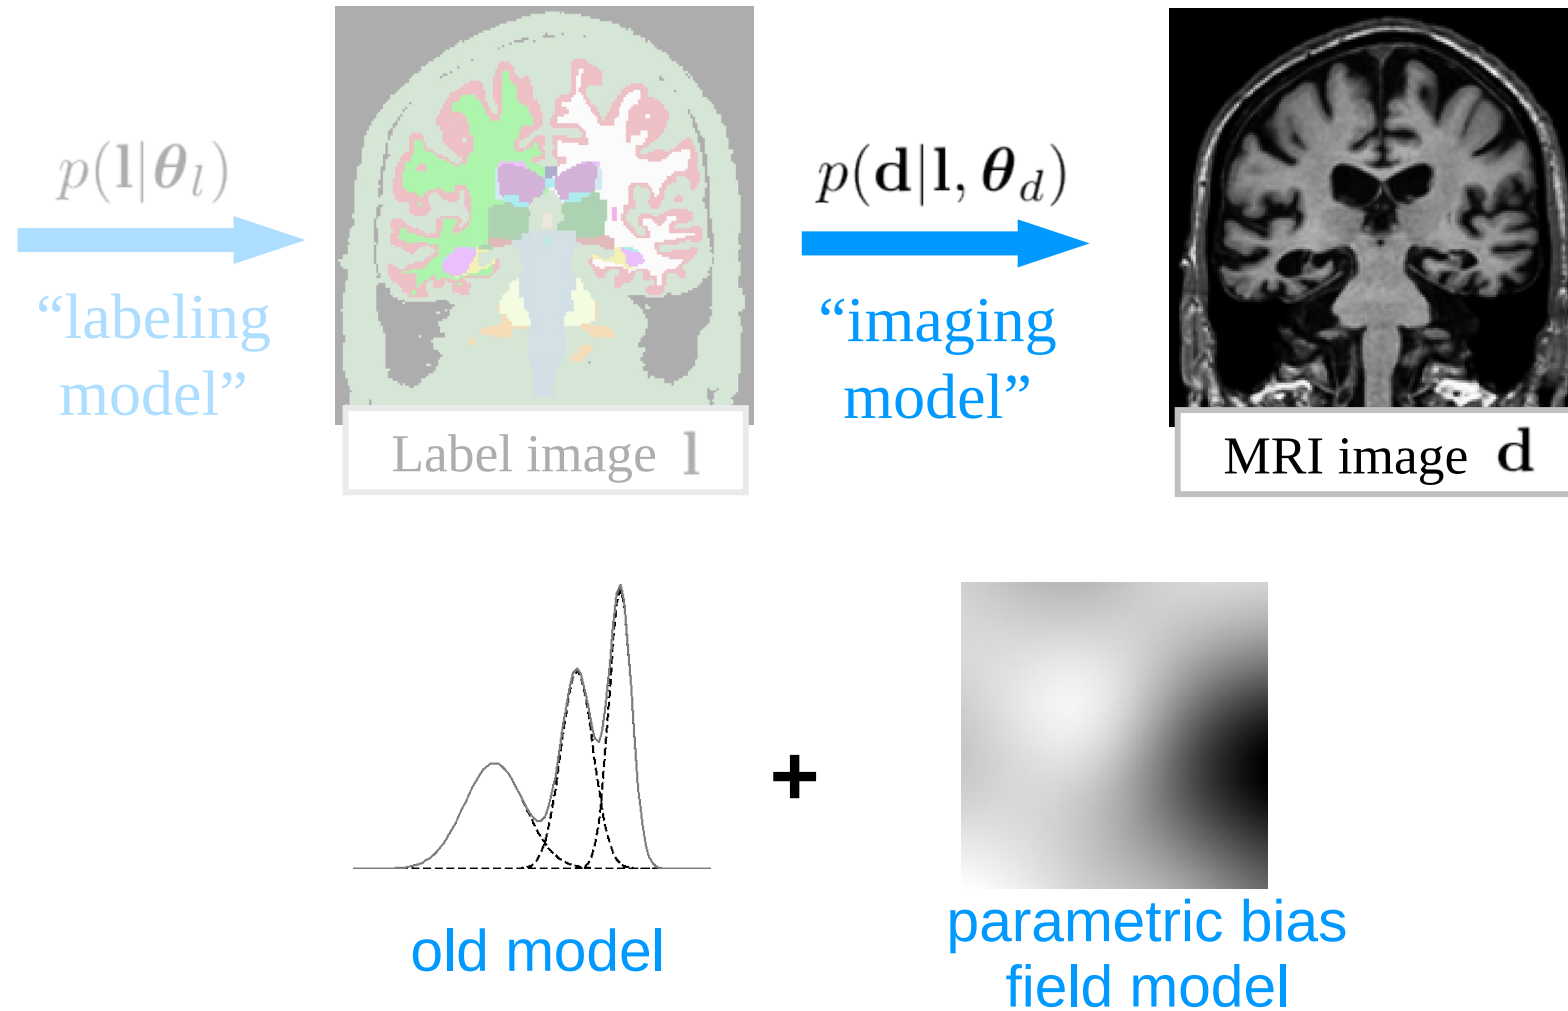 p(l|θ_l)
“labeling
model”
Label image l
p(d|l, θ_d)
“imaging
model”
MRI image d
+
old model
parametric bias
field model